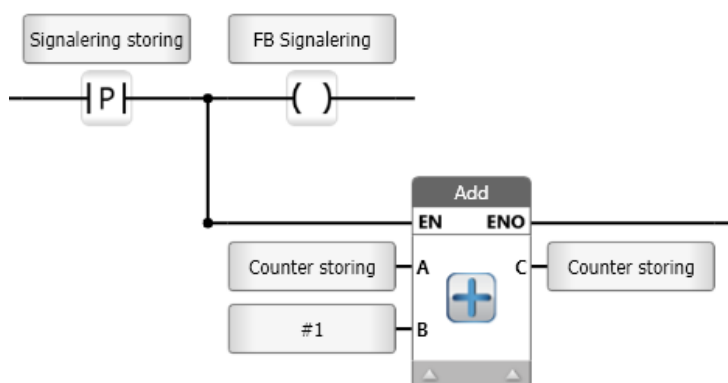 Signalering storing
FB Signalering
P
( )
Add
EN ENO
Counter storing A C Counter storing
#1 B